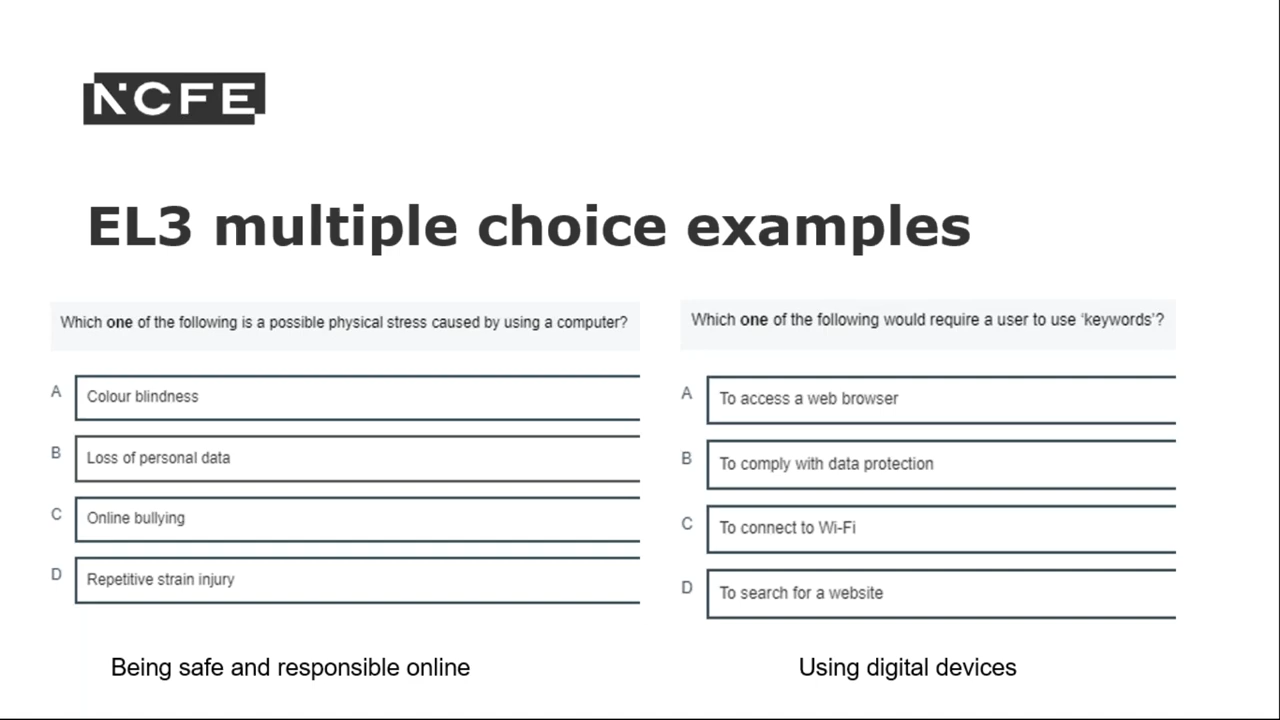 NCFE
EL3 multiple choice examples
Which one of the following is a possible physical stress caused by using a computer?
A Colour blindness
B Loss of personal data
C Online bullying
D Repetitive strain injury
Being safe and responsible online
Which one of the following would require a user to use ‘keywords’?
A To access a web browser
B To comply with data protection
C To connect to Wi-Fi
D To search for a website
Using digital devices